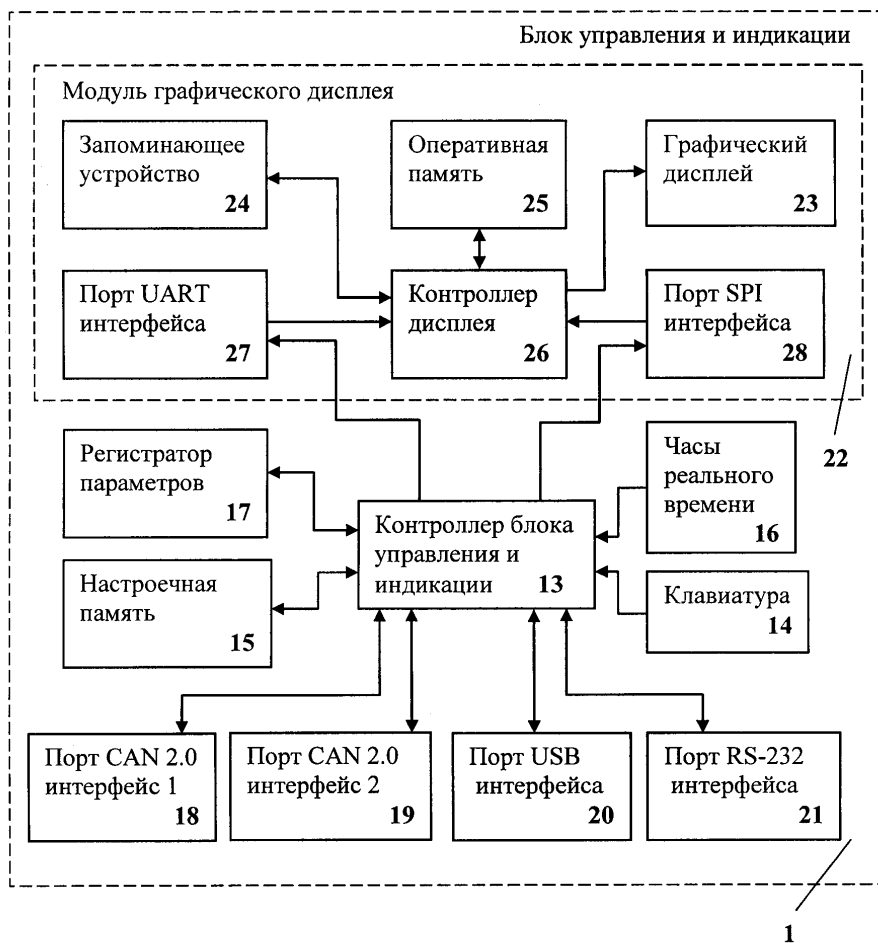 Блок управления и индикации
Модуль графического дисплея
Запоминающее
устройство
24
Оперативная
память
25
Графический
дисплей
23
Порт UART
интерфейса
27
Контроллер
дисплея
26
Порт SPI
интерфейса
28
22
Регистратор
параметров
17
Контроллер блока
управления и
индикации 13
Часы
реального
времени
16
Настроечная
память
15
Клавиатура
14
Порт CAN 2.0
интерфейс 1
18
Порт CAN 2.0
интерфейс 2
19
Порт USB
интерфейса
20
Порт RS-232
интерфейса
21
1